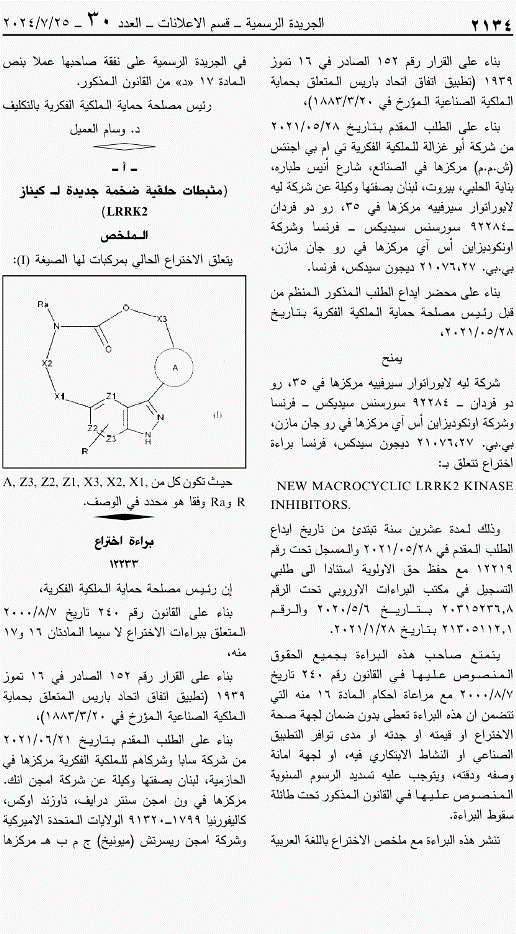 ٢١٣٤
الجريدة الرسمية ـ قسم الاعلانات ـ العدد ٣٠ ـ ٢٠٢٤/٧/٢٥
بناء على القرار رقم ١٥٢ الصادر في ١٦ تموز
١٩٣٩ (تطبيق اتفاق اتحاد باريس المتعلق بحماية
الملكية الصناعية المؤرخ في ١٨٨٣/٣/٢٠)،
بناء على الطلب المقدم بتاريخ ٢٠٢١/٠٥/٢٨
من شركة أبو غزالة للملكية الفكرية تي ام بي اجنتس
(ش.م.م) مركزها في الصنائع، شارع أنيس طباره،
بناية الحلبي، بيروت، لبنان بصفتها وكيلة عن شركة ليه
لابوراتوار سيرفييه مركزها في ٣٥، رو دو فردان
ـ٩٢٢٨٤ سورسنس سيديكس ـ فرنسا وشركة
اونكوديزاين أس آي مركزها في رو جان مازن،
بي.بي. ٢١٠٧٦،٢٧ ديجون سيدكس، فرنسا.
بناء على محضر ايداع الطلب المذكور المنظم من
قبل رئيس مصلحة حماية الملكية الفكرية بتاريخ
٢٠٢١/٠٥/٢٨،
يمنح
شركة ليه لابوراتوار سيرفييه مركزها في ٣٥، رو
دو فردان ـ ٩٢٢٨٤ سورسنس سيديكس ـ فرنسا
وشركة اونكوديزاين أس آي مركزها في رو جان مازن،
بي.بي. ٢١٠٧٦،٢٧ ديجون سيدكس، فرنسا براءة
اختراع تتعلق بـ:
NEW MACROCYCLIC LRRK2 KINASE
INHIBITORS.
وذلك لمدة عشرين سنة تبتدئ من تاريخ ايداع
الطلب المقدم في ٢٠٢١/٠٥/٢٨ والمسجل تحت رقم
١٢٢١٩ مع حفظ حق الاولوية استنادا الى طلبي
التسجيل في مكتب البراءات الاوروبي تحت الرقم
٢٠٣١٥٢٣٦,٨ بتاريخ ٢٠٢٠/٥/٦ والرقم
٢١٣٠٥١١٢,١ بتاريخ ٢٠٢١/١/٢٨.
يتمتع صاحب هذه البراءة بجميع الحقوق
المنصوص عليها في القانون رقم ٢٤٠ تاريخ
٢٠٠٠/٨/٧ مع مراعاة احكام المادة ١٦ منه التي
تتضمن ان هذه البراءة تعطى بدون ضمان لجهة صحة
الاختراع او قيمته او جدته او مدى توافر التطبيق
الصناعي او النشاط الابتكاري فيه، او لجهة امانة
وصفه ودقته، ويتوجب عليه تسديد الرسوم السنوية
المنصوص عليها في القانون المذكور تحت طائلة
سقوط البراءة.
تنشر هذه البراءة مع ملخص الاختراع باللغة العربية
في الجريدة الرسمية على نفقة صاحبها عملا بنص
المادة ١٧ «د» من القانون المذكور.
رئيس مصلحة حماية الملكية الفكرية بالتكليف
د. وسام العميل
ـ أ ـ
(مثبطات حلقية ضخمة جديدة لـ كيناز
LRRK2)
الملخص
يتعلق الاختراع الحالي بمركبات لها الصيغة (I):
Ra
N
O
O
X3
X2
A
X1
Z1
N
(I)
Z2
Z3
N
H
R
حيث تكون كل من A, Z3, Z2, Z1, X3, X2, X1,
R وRa وفقا هو محدد في الوصف.
براءة اختراع
١٢٢٣٣
إن رئيس مصلحة حماية الملكية الفكرية،
بناء على القانون رقم ٢٤٠ تاريخ ٢٠٠٠/٨/٧
المتعلق ببراءات الاختراع لا سيما المادتان ١٦ و١٧
منه،
بناء على القرار رقم ١٥٢ الصادر في ١٦ تموز
١٩٣٩ (تطبيق اتفاق اتحاد باريس المتعلق بحماية
الملكية الصناعية المؤرخ في ١٨٨٣/٣/٢٠)،
بناء على الطلب المقدم بتاريخ ٢٠٢١/٠٦/٢١
من شركة سابا وشركاهم للملكية الفكرية مركزها في
الحازمية، لبنان بصفتها وكيلة عن شركة امجن انك.
مركزها في ون امجن سنتر درايف، تاوزند اوكس،
كاليفورنيا ١٧٩٩ـ٩١٣٢٠ الولايات المتحدة الاميركية
وشركة امجن ريسرتش (ميونيخ) ج م ب هـ مركزها